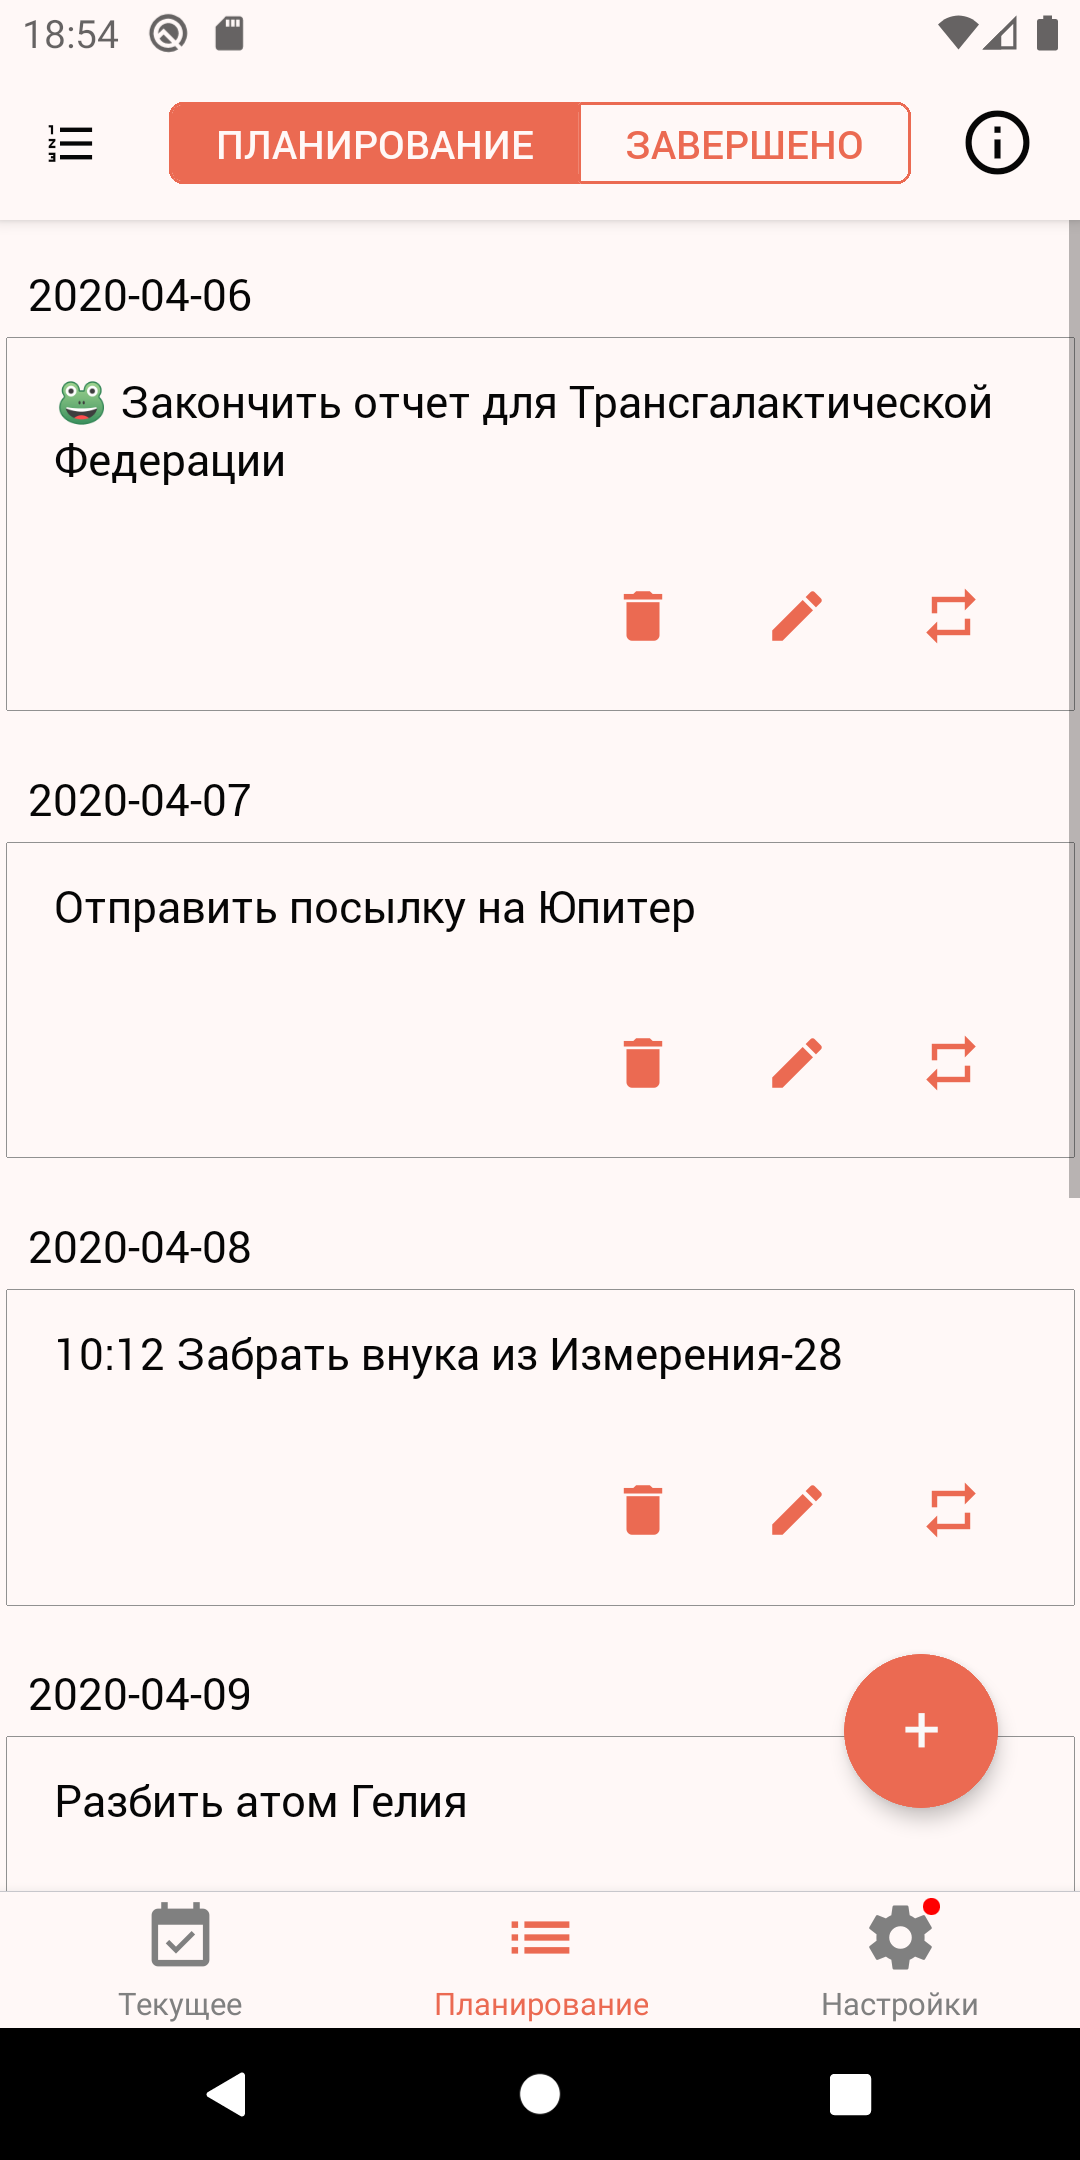 18:54
ПЛАНИРОВАНИЕ ЗАВЕРШЕНО
2020-04-06
🐸 Закончить отчет для Трансгалактической
Федерации
2020-04-07
Отправить посылку на Юпитер
2020-04-08
10:12 Забрать внука из Измерения-28
2020-04-09
Разбить атом Гелия
Текущее Планирование Настройки